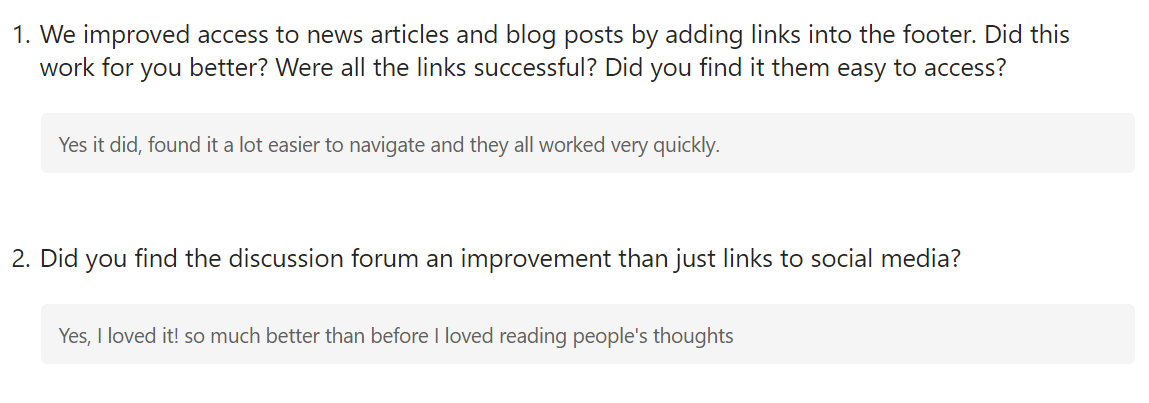 1. We improved access to news articles and blog posts by adding links into the footer. Did this
work for you better? Were all the links successful? Did you find it them easy to access?
Yes it did, found it a lot easier to navigate and they all worked very quickly.
2. Did you find the discussion forum an improvement than just links to social media?
Yes, I loved it! so much better than before I loved reading people's thoughts